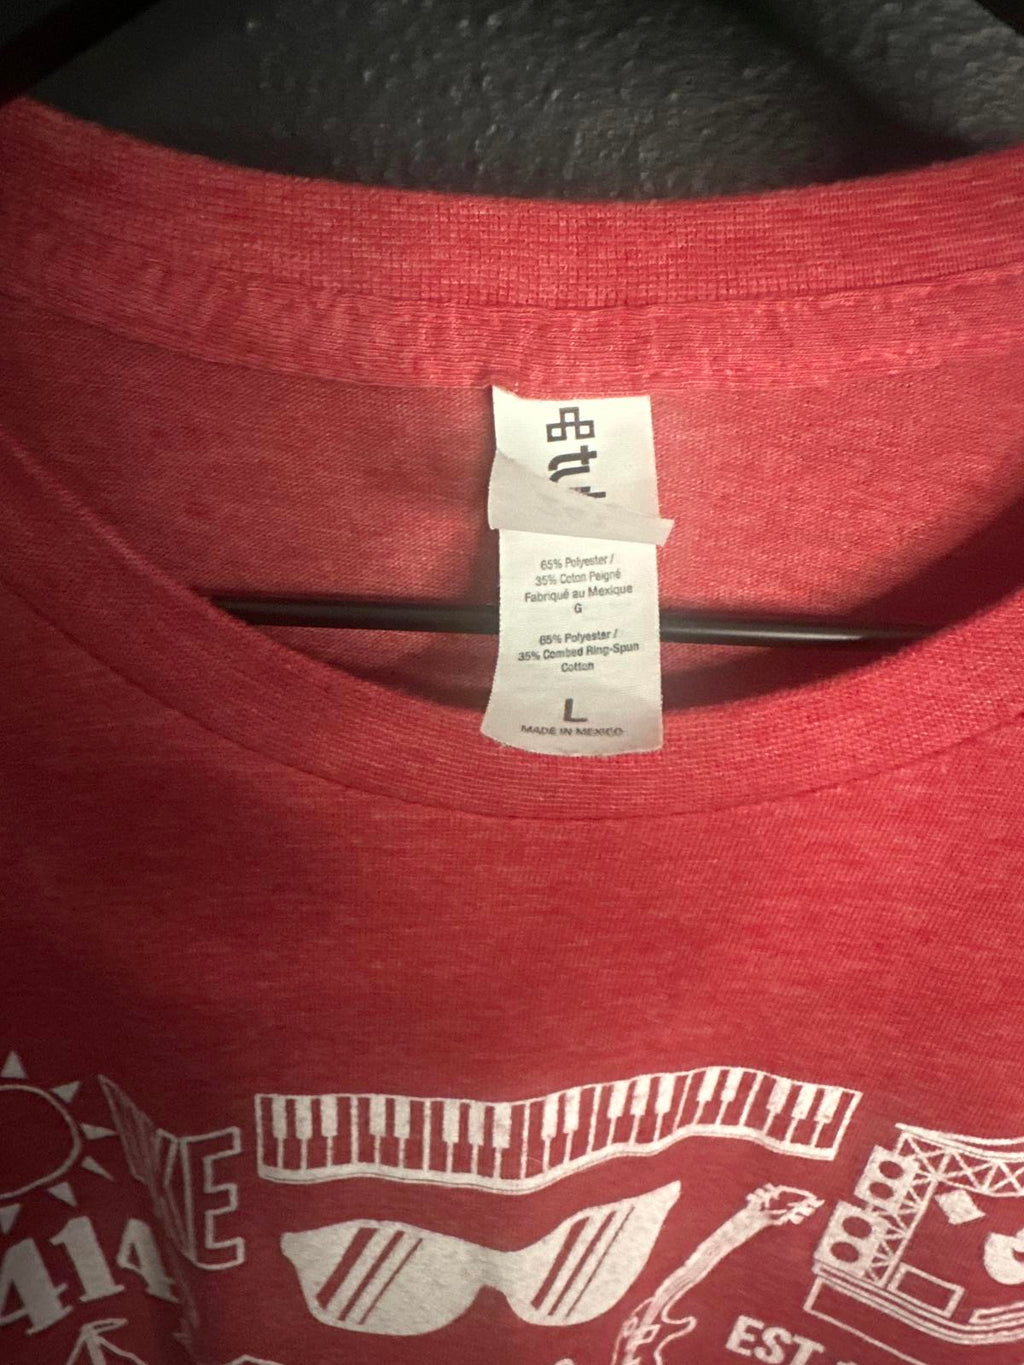 65% Polyester /
35% Coton Peigné
Fabriqué au Mexique
G
65% Polyester /
35% Combed Ring-Spun
Cotton
L
MADE IN MEXICO
414
EST.